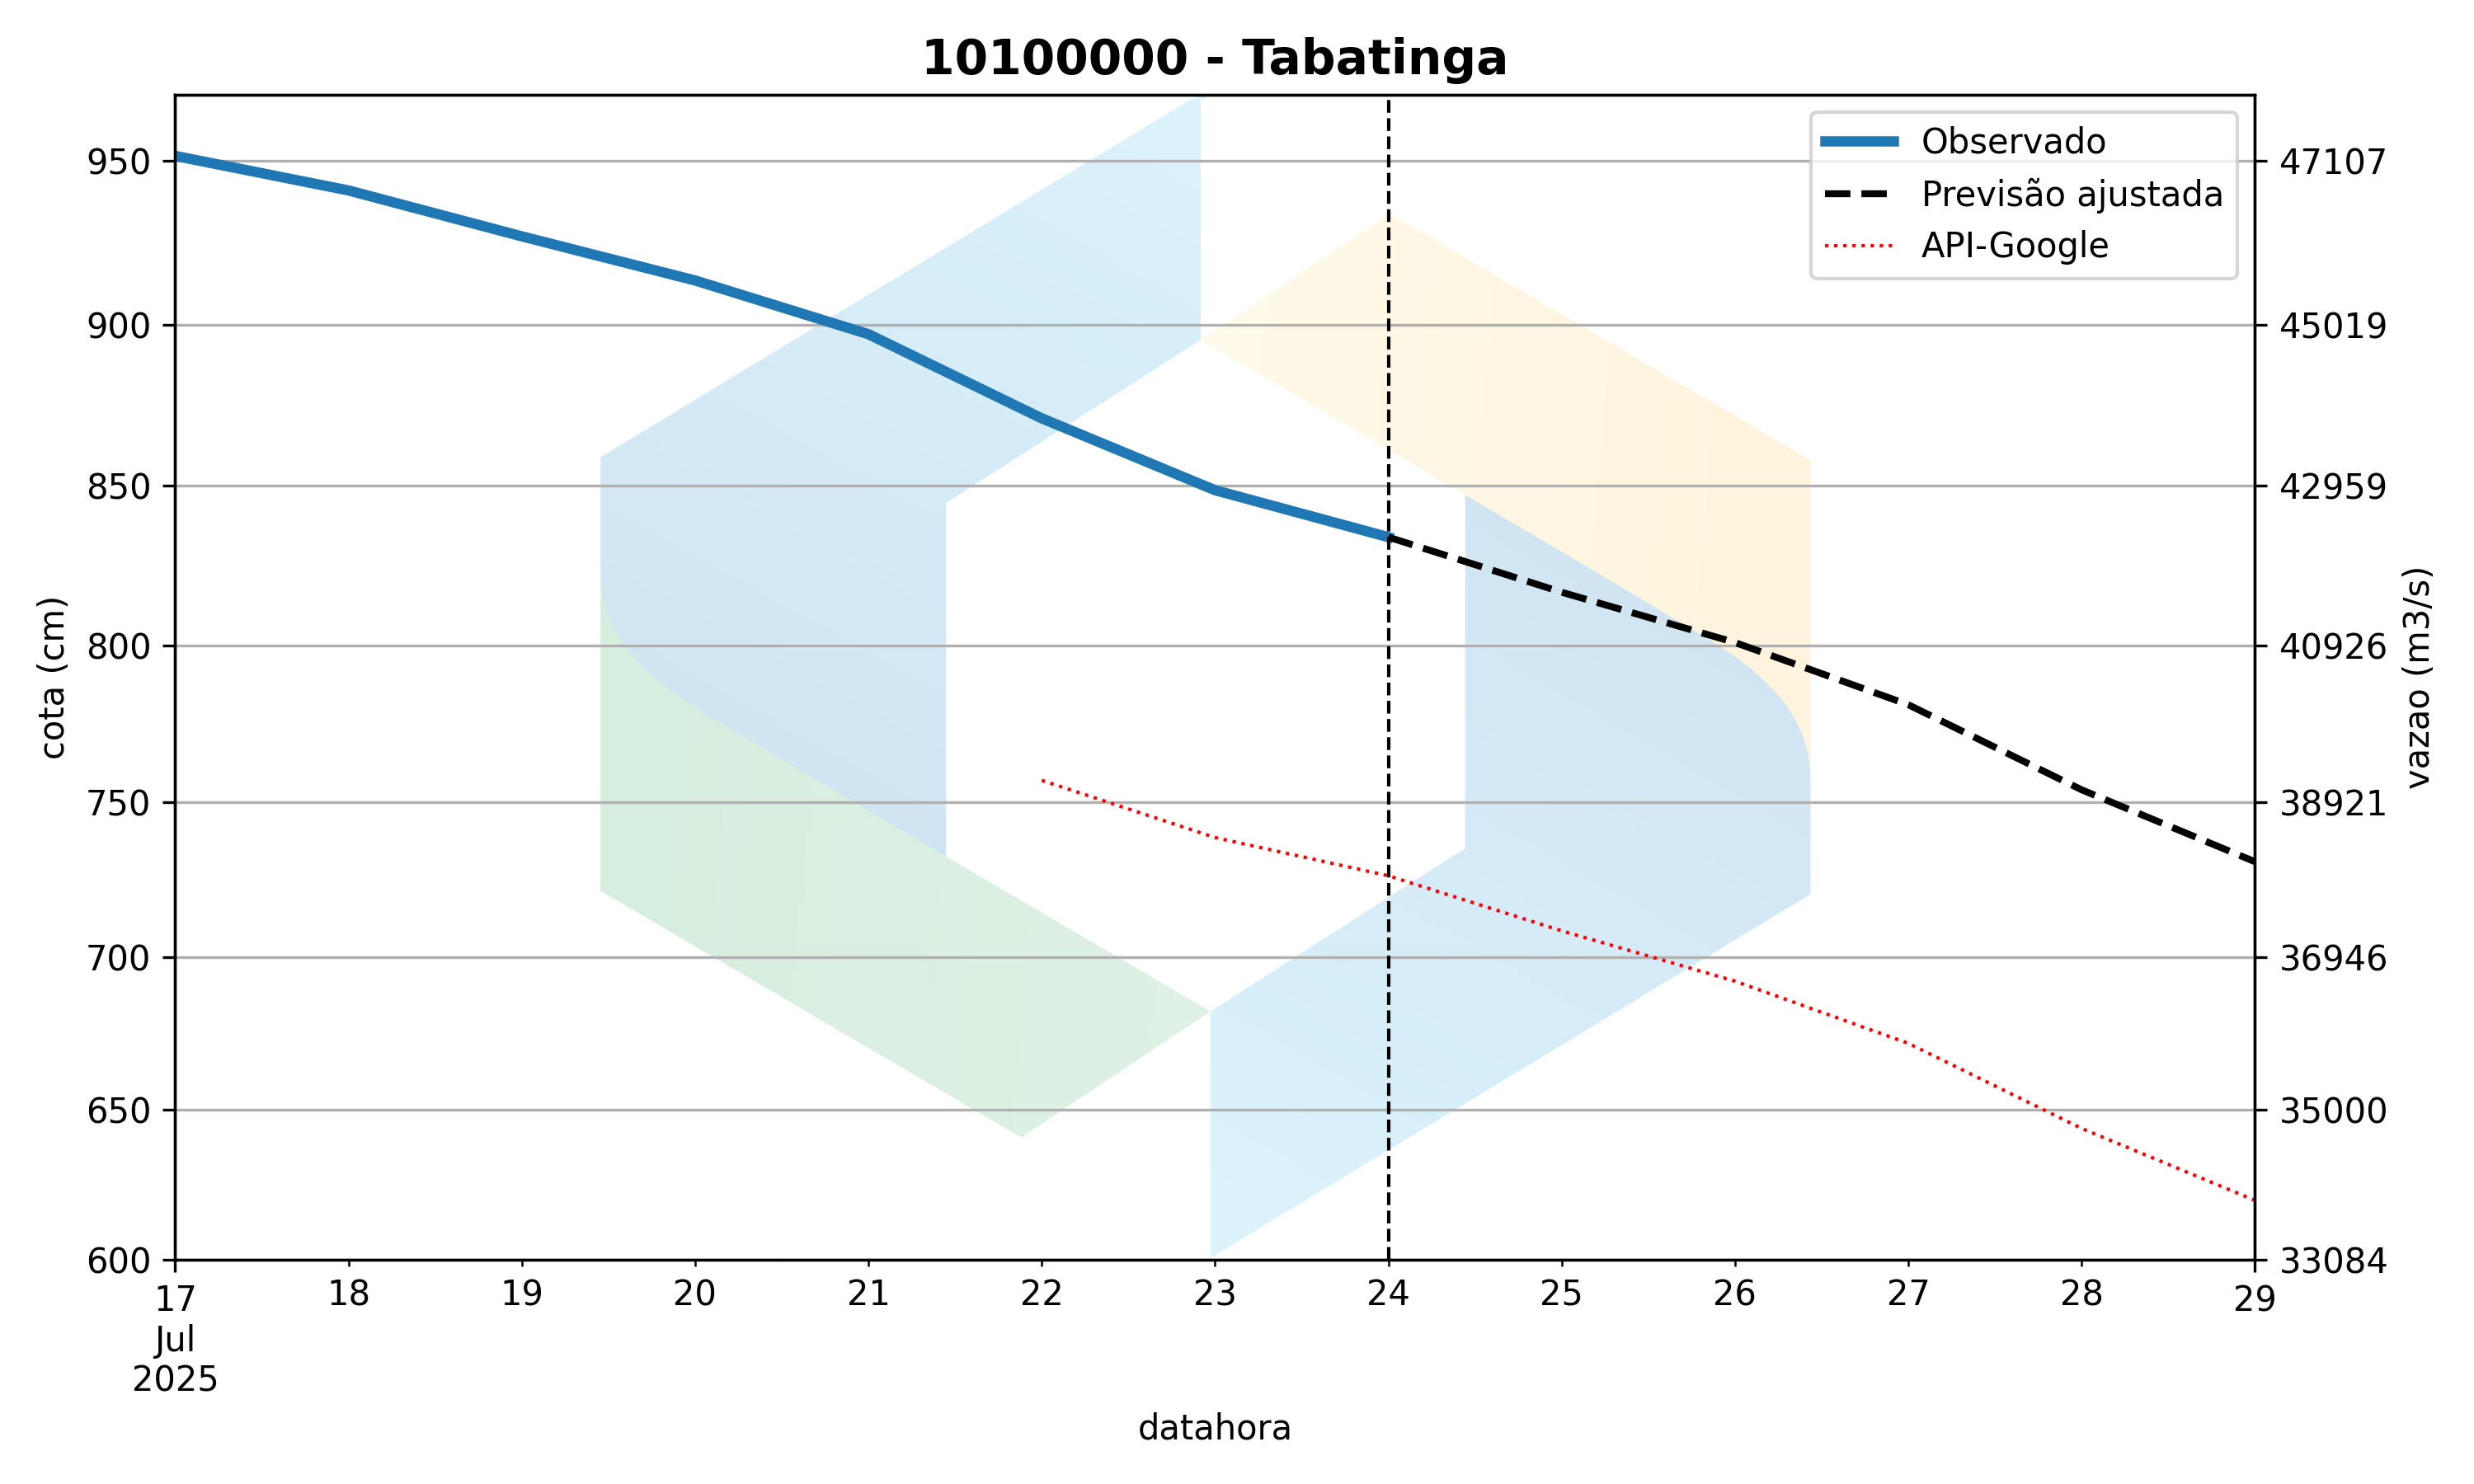 10100000 - Tabatinga
Observado
Previsão ajustada
API-Google
950
900
850
800
750
700
650
600
cota (cm)
47107
45019
42959
40926
38921
36946
35000
33084
vazao (m3/s)
17 18 19 20 21 22 23 24 25 26 27 28 29
Jul
2025
datahora